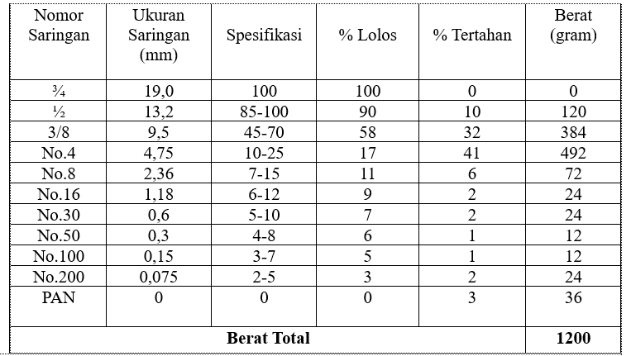 Nomor Saringan | Ukuran Saringan (mm) | Spesifikasi | % Lolos | % Tertahan | Berat (gram)
¾ | 19,0 | 100 | 100 | 0 | 0
½ | 13,2 | 85-100 | 90 | 10 | 120
3/8 | 9,5 | 45-70 | 58 | 32 | 384
No.4 | 4,75 | 10-25 | 17 | 41 | 492
No.8 | 2,36 | 7-15 | 11 | 6 | 72
No.16 | 1,18 | 6-12 | 9 | 2 | 24
No.30 | 0,6 | 5-10 | 7 | 2 | 24
No.50 | 0,3 | 4-8 | 6 | 1 | 12
No.100 | 0,15 | 3-7 | 5 | 1 | 12
No.200 | 0,075 | 2-5 | 3 | 2 | 24
PAN | 0 | 0 | 0 | 3 | 36
Berat Total | 1200